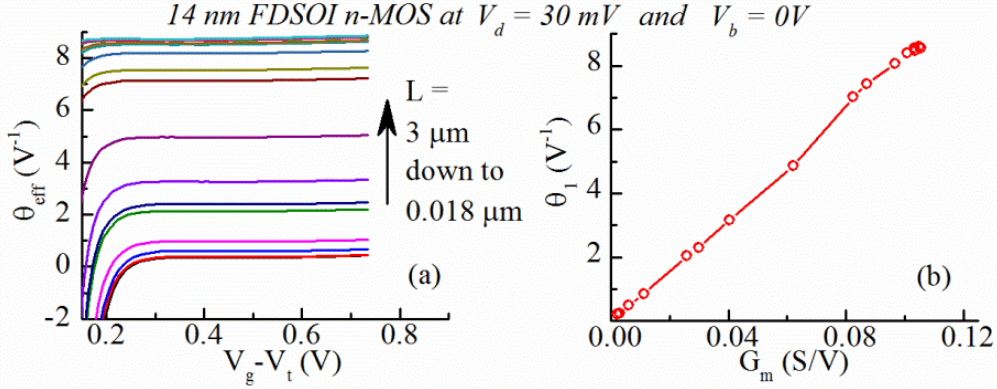 14 nm FDSOI n-MOS at V_d = 30 mV and V_b = 0V
8
6
4
2
0
-2
θ_eff (V^-1)
0.2
0.4
0.6
0.8
V_g-V_t (V)
L =
3 μm
down to
0.018 μm
(a)
8
6
4
2
θ_1 (V^-1)
0.00
0.04
0.08
0.12
G_m (S/V)
(b)